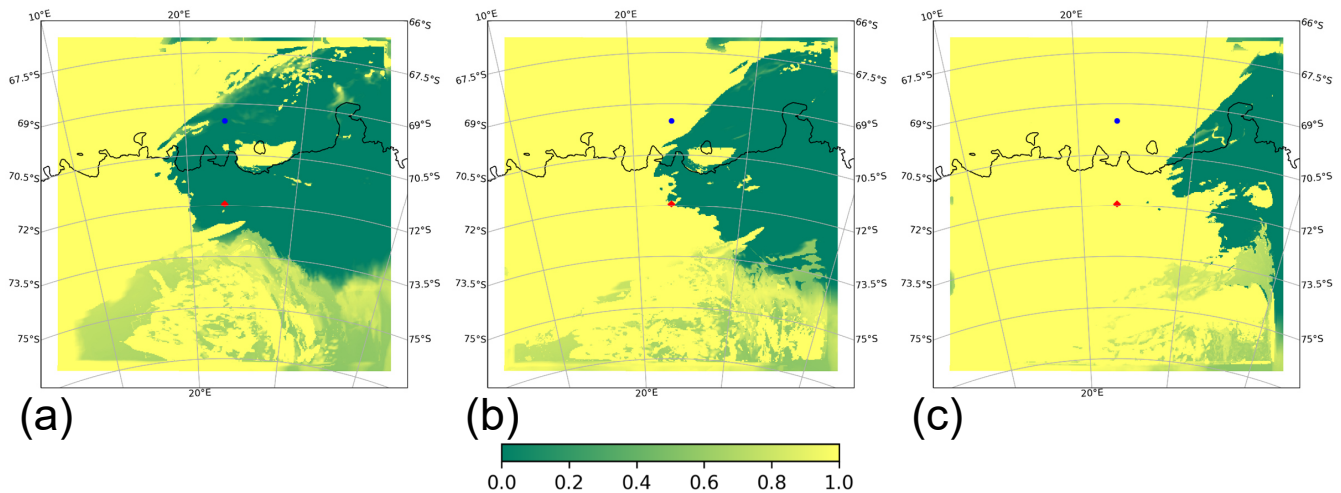 10°E 20°E 66°S 10°E 20°E 66°S 10°E 20°E 66°S
67.5°S 67.5°S 67.5°S 67.5°S 67.5°S 67.5°S
69°S 69°S 69°S 69°S 69°S 69°S
70.5°S 70.5°S 70.5°S 70.5°S 70.5°S 70.5°S
72°S 72°S 72°S 72°S 72°S 72°S
73.5°S 73.5°S 73.5°S 73.5°S 73.5°S 73.5°S
75°S 75°S 75°S 75°S 75°S 75°S
20°E 20°E 20°E
(a) (b) (c)
0.0 0.2 0.4 0.6 0.8 1.0